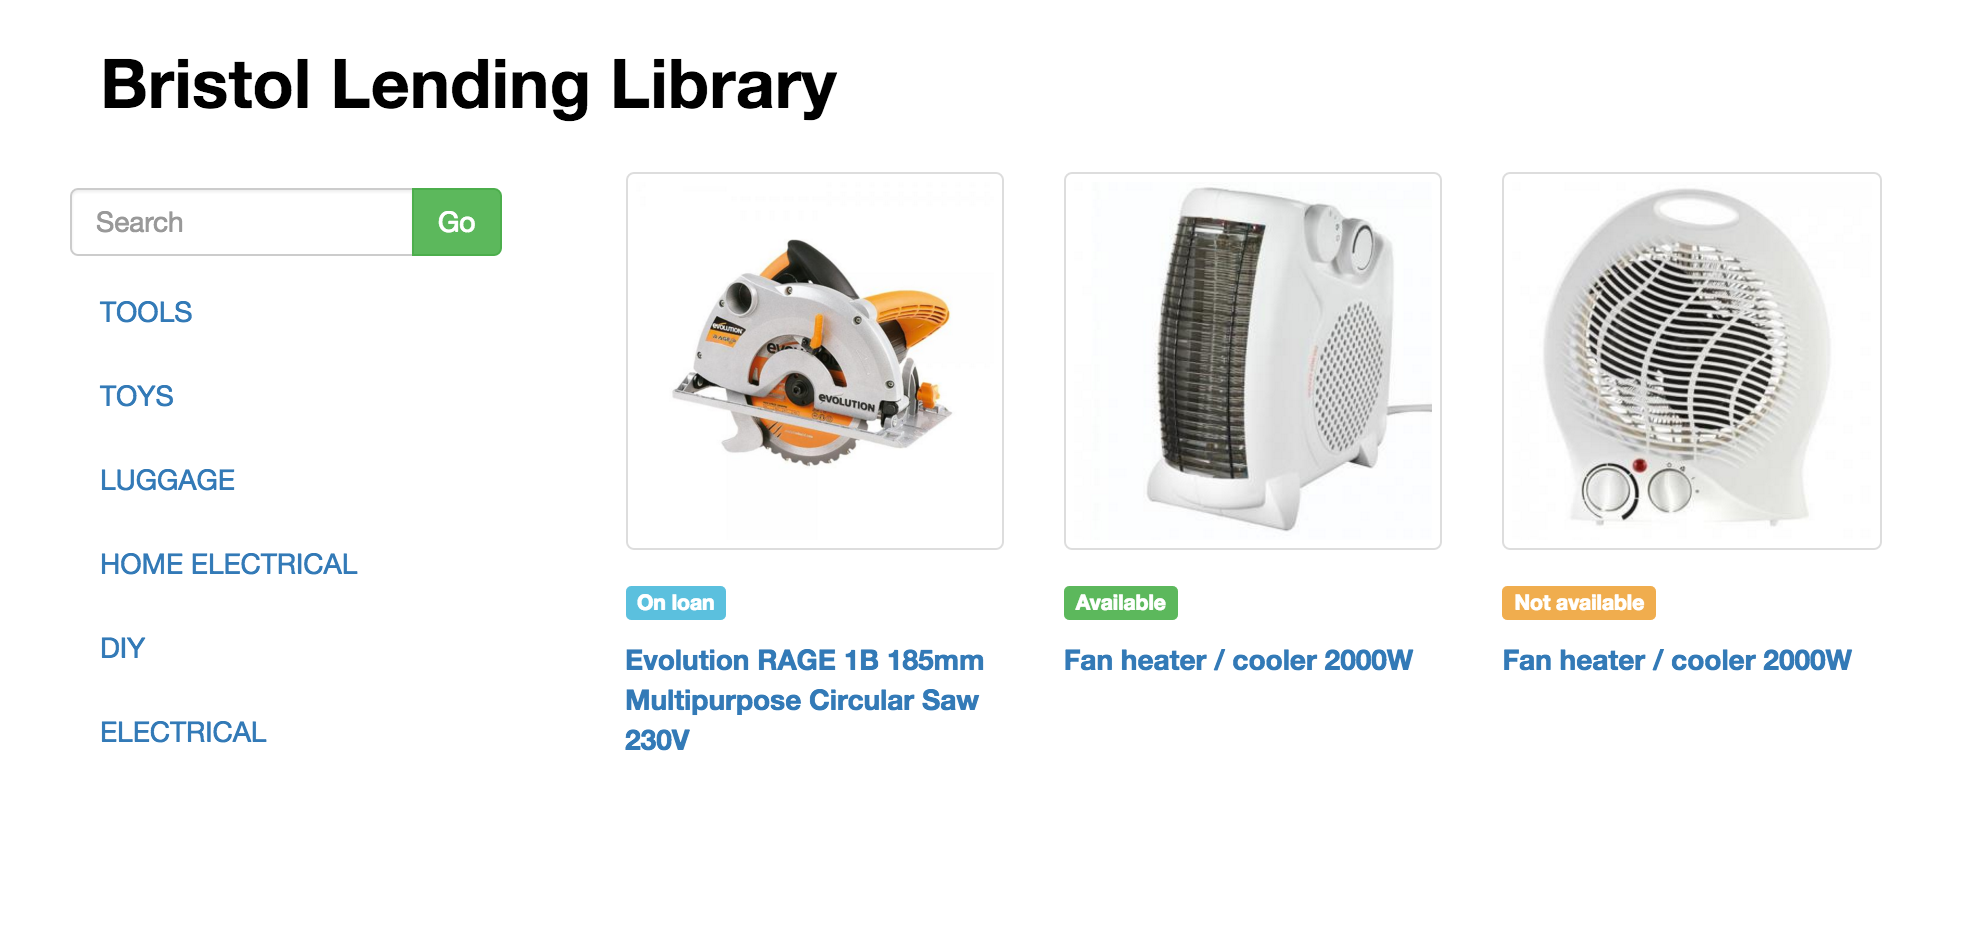 Bristol Lending Library
Search
Go
TOOLS
TOYS
LUGGAGE
HOME ELECTRICAL
DIY
ELECTRICAL
evolution
evolution
On loan
Evolution RAGE 1B 185mm
Multipurpose Circular Saw
230V
Available
Fan heater / cooler 2000W
Not available
Fan heater / cooler 2000W